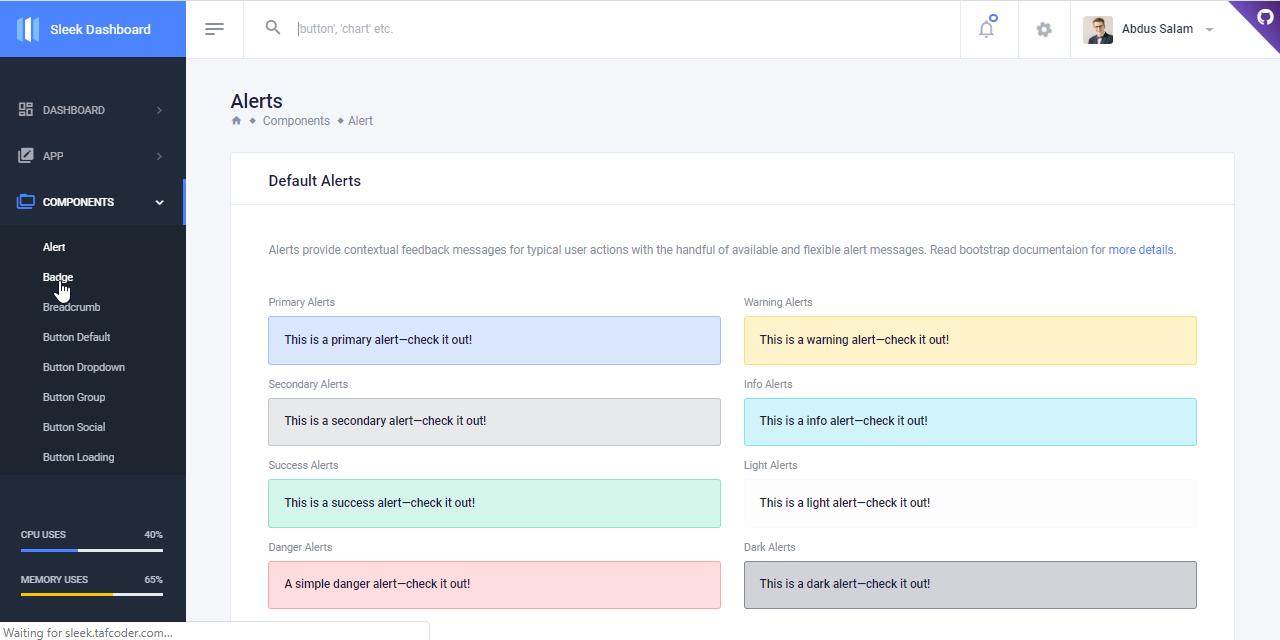 Sleek Dashboard
button', 'chart' etc.
Abdus Salam
DASHBOARD
APP
COMPONENTS
Alert
Badge
Breadcrumb
Button Default
Button Dropdown
Button Group
Button Social
Button Loading
CPU USES 40%
MEMORY USES 65%
Alerts
Components Alert
Default Alerts
Alerts provide contextual feedback messages for typical user actions with the handful of available and flexible alert messages. Read bootstrap documentaion for more details.
Primary Alerts
This is a primary alert—check it out!
Warning Alerts
This is a warning alert—check it out!
Secondary Alerts
This is a secondary alert—check it out!
Info Alerts
This is a info alert—check it out!
Success Alerts
This is a success alert—check it out!
Light Alerts
This is a light alert—check it out!
Danger Alerts
A simple danger alert—check it out!
Dark Alerts
This is a dark alert—check it out!
Waiting for sleek.tafcoder.com...